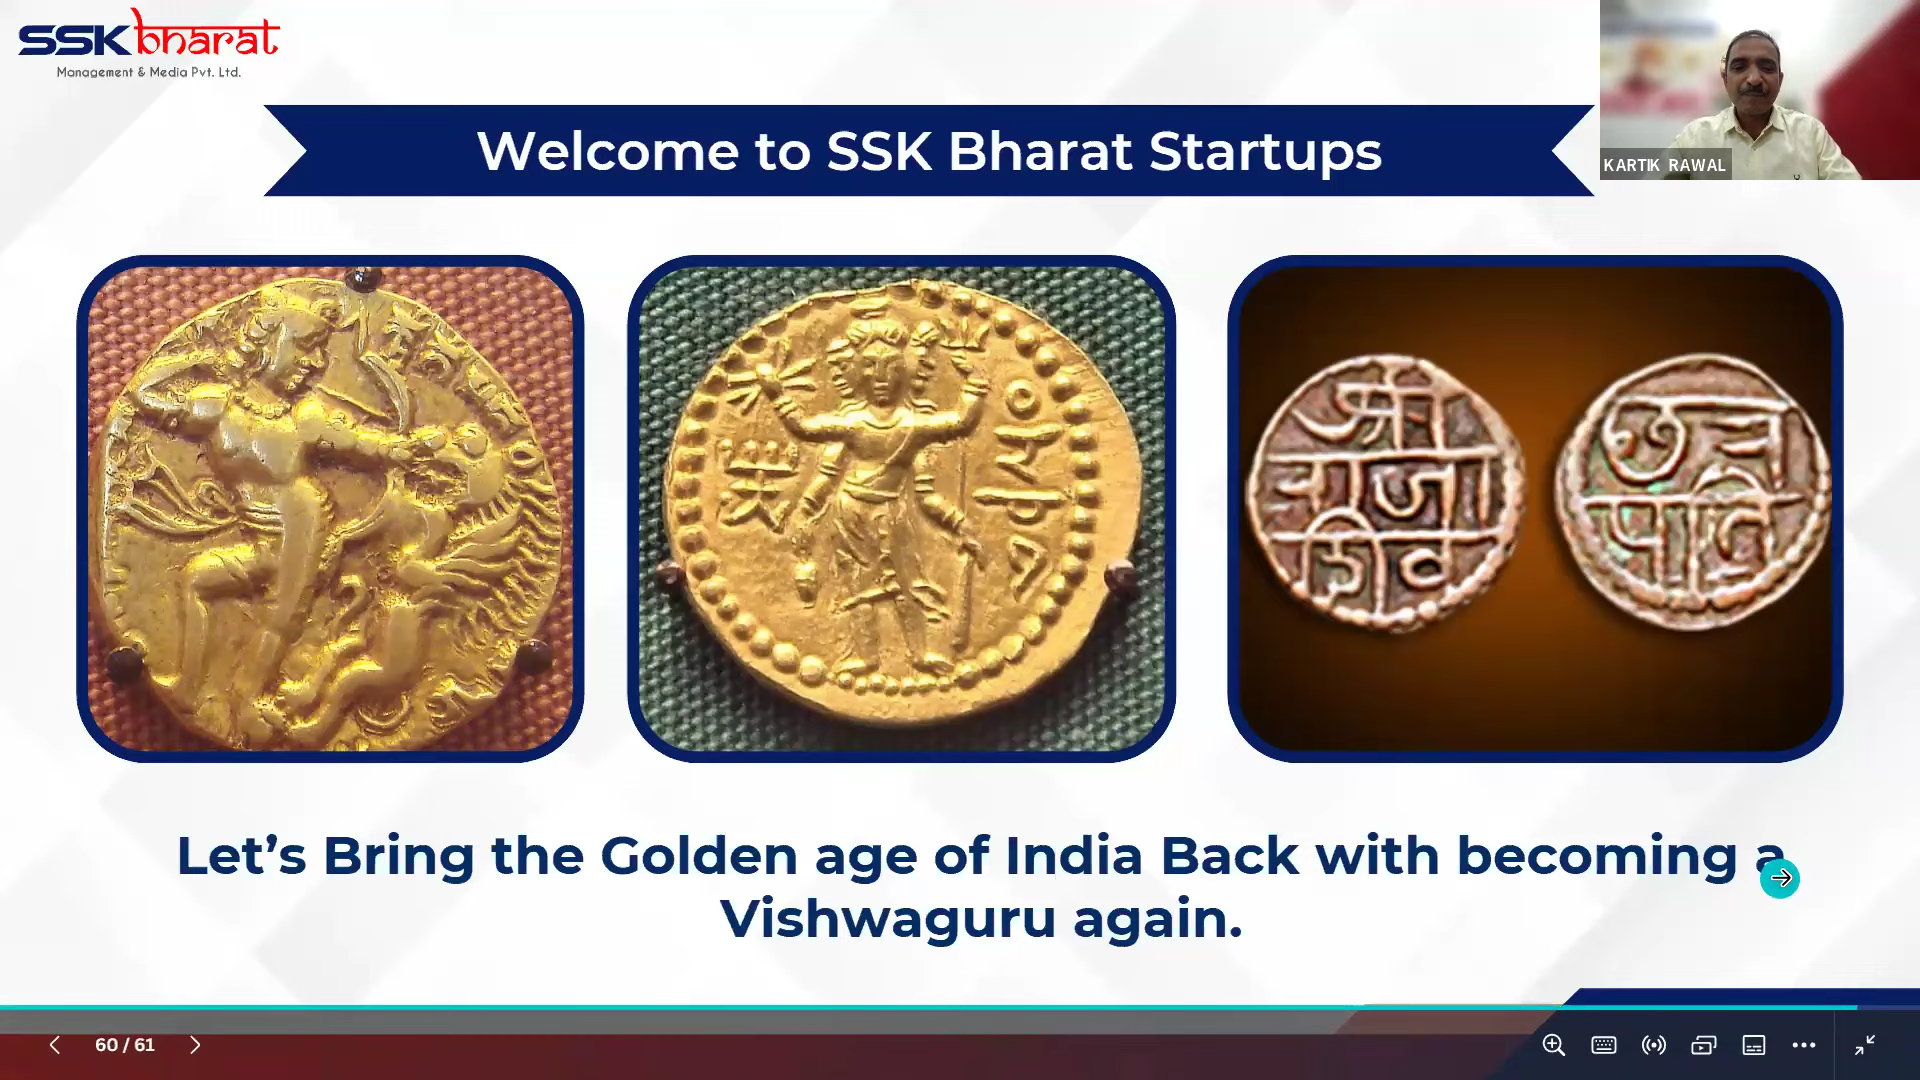 SSK bharat
Management & Media Pvt. Ltd.
Welcome to SSK Bharat Startups
KARTIK RAWAL
श्री
राजा
शिव
छत्र
पति
Let's Bring the Golden age of India Back with becoming a
Vishwaguru again.
60 / 61